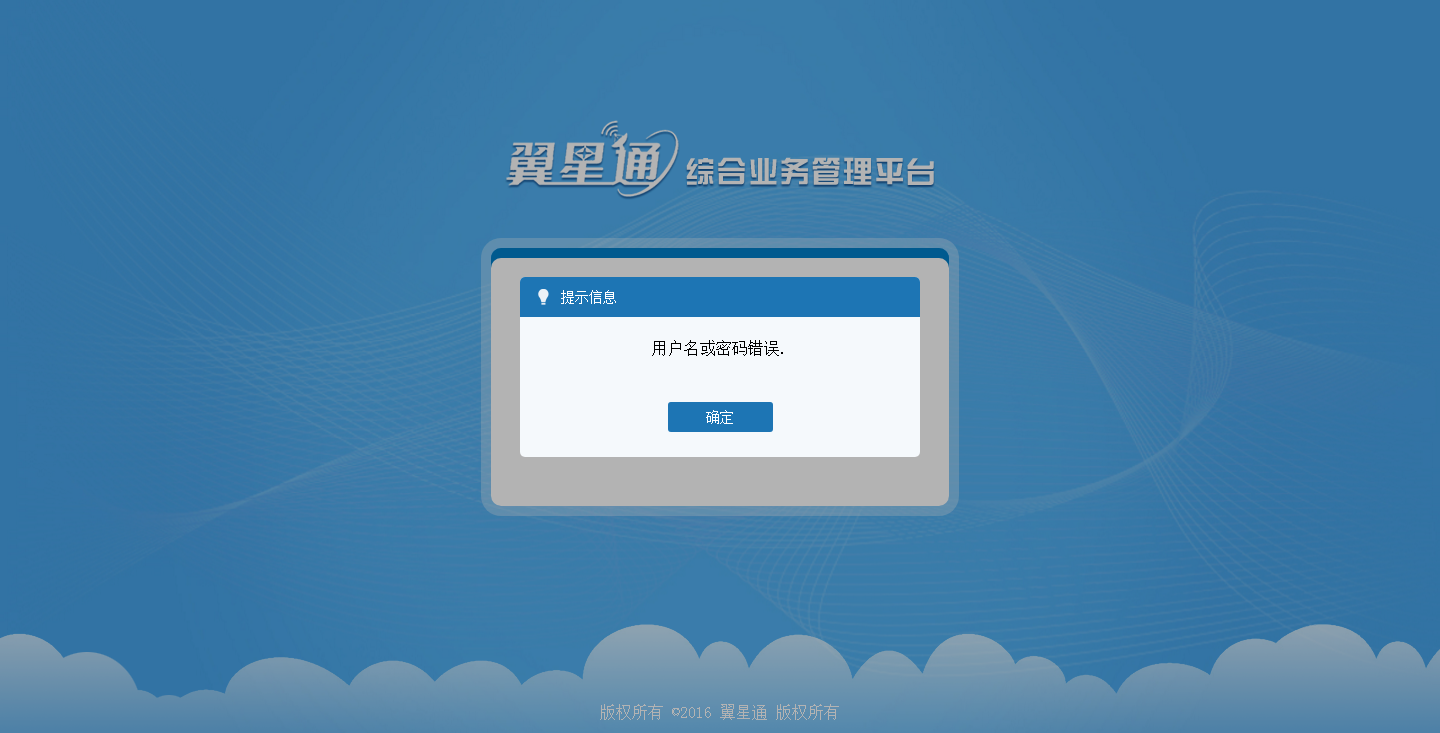 翼星通 综合业务管理平台
提示信息
用户名或密码错误.
确定
版权所有 ©2016 翼星通 版权所有